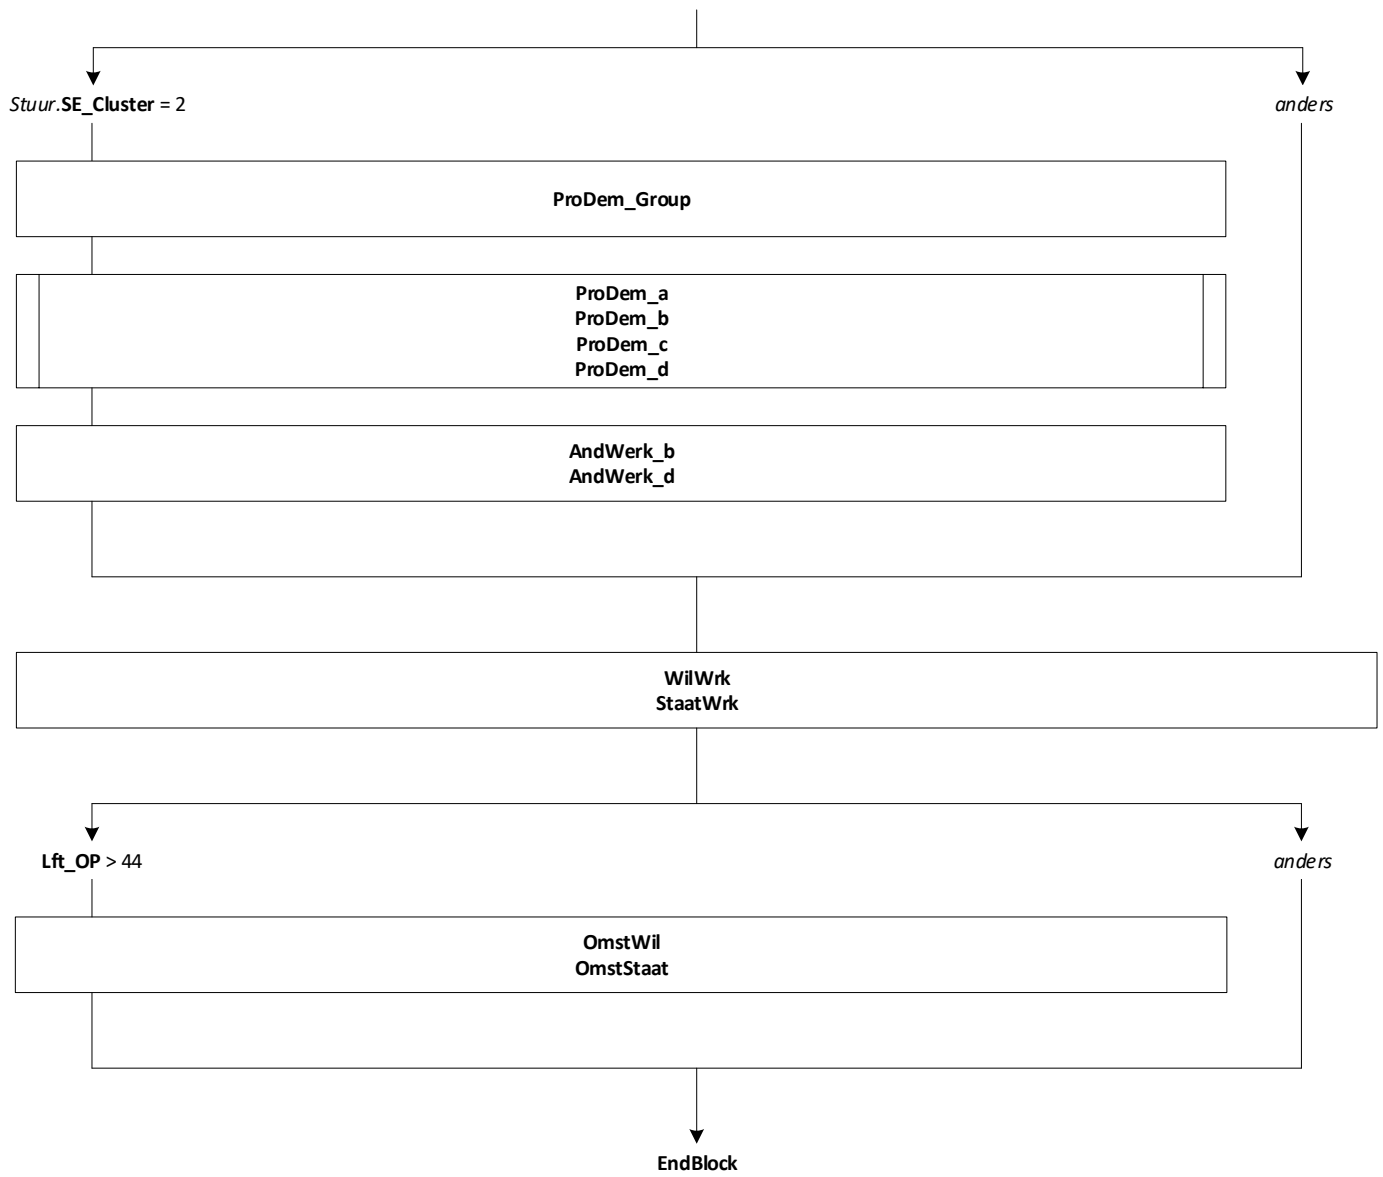 Stuur.SE_Cluster = 2
anders
ProDem_Group
ProDem_a
ProDem_b
ProDem_c
ProDem_d
AndWerk_b
AndWerk_d
WilWrk
StaatWrk
Lft_OP > 44
anders
OmstWil
OmstStaat
EndBlock